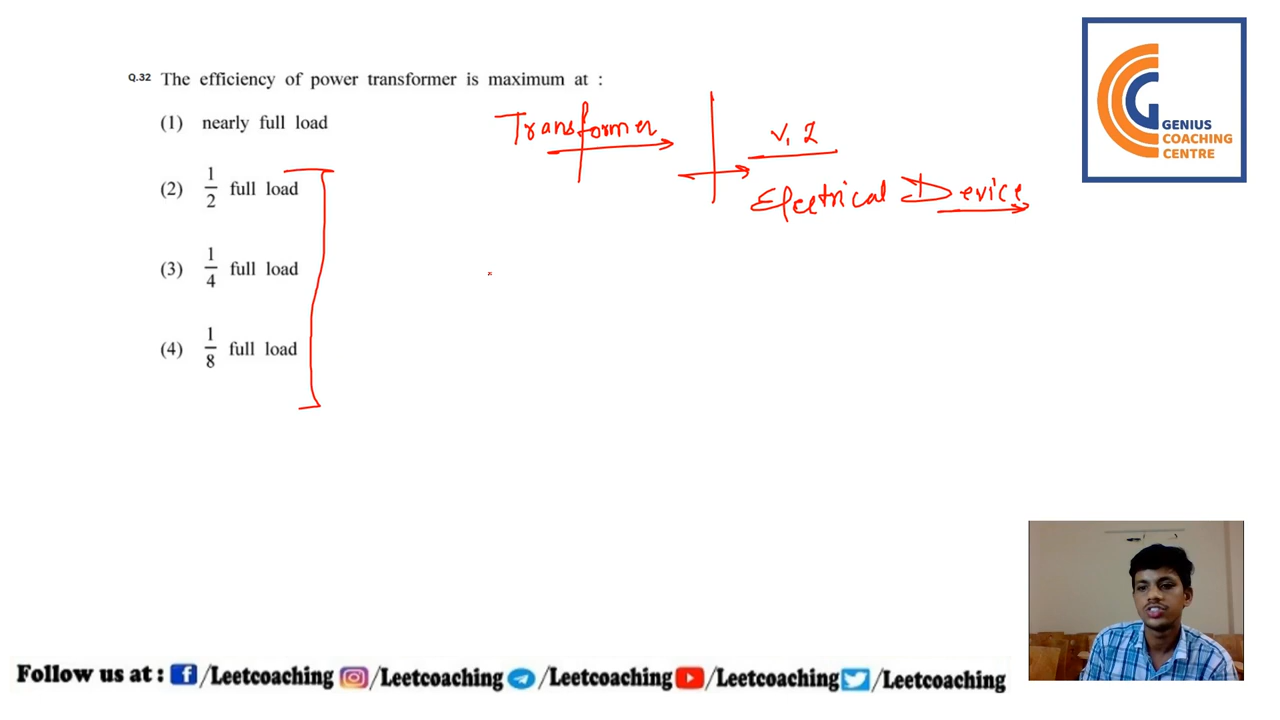 Q.32 The efficiency of power transformer is maximum at :
(1) nearly full load
(2) 1/2 full load
(3) 1/4 full load
(4) 1/8 full load
Transformer
V, I
Electrical Device
GENIUS
COACHING
CENTRE
Follow us at : /Leetcoaching /Leetcoaching /Leetcoaching /Leetcoaching /Leetcoaching